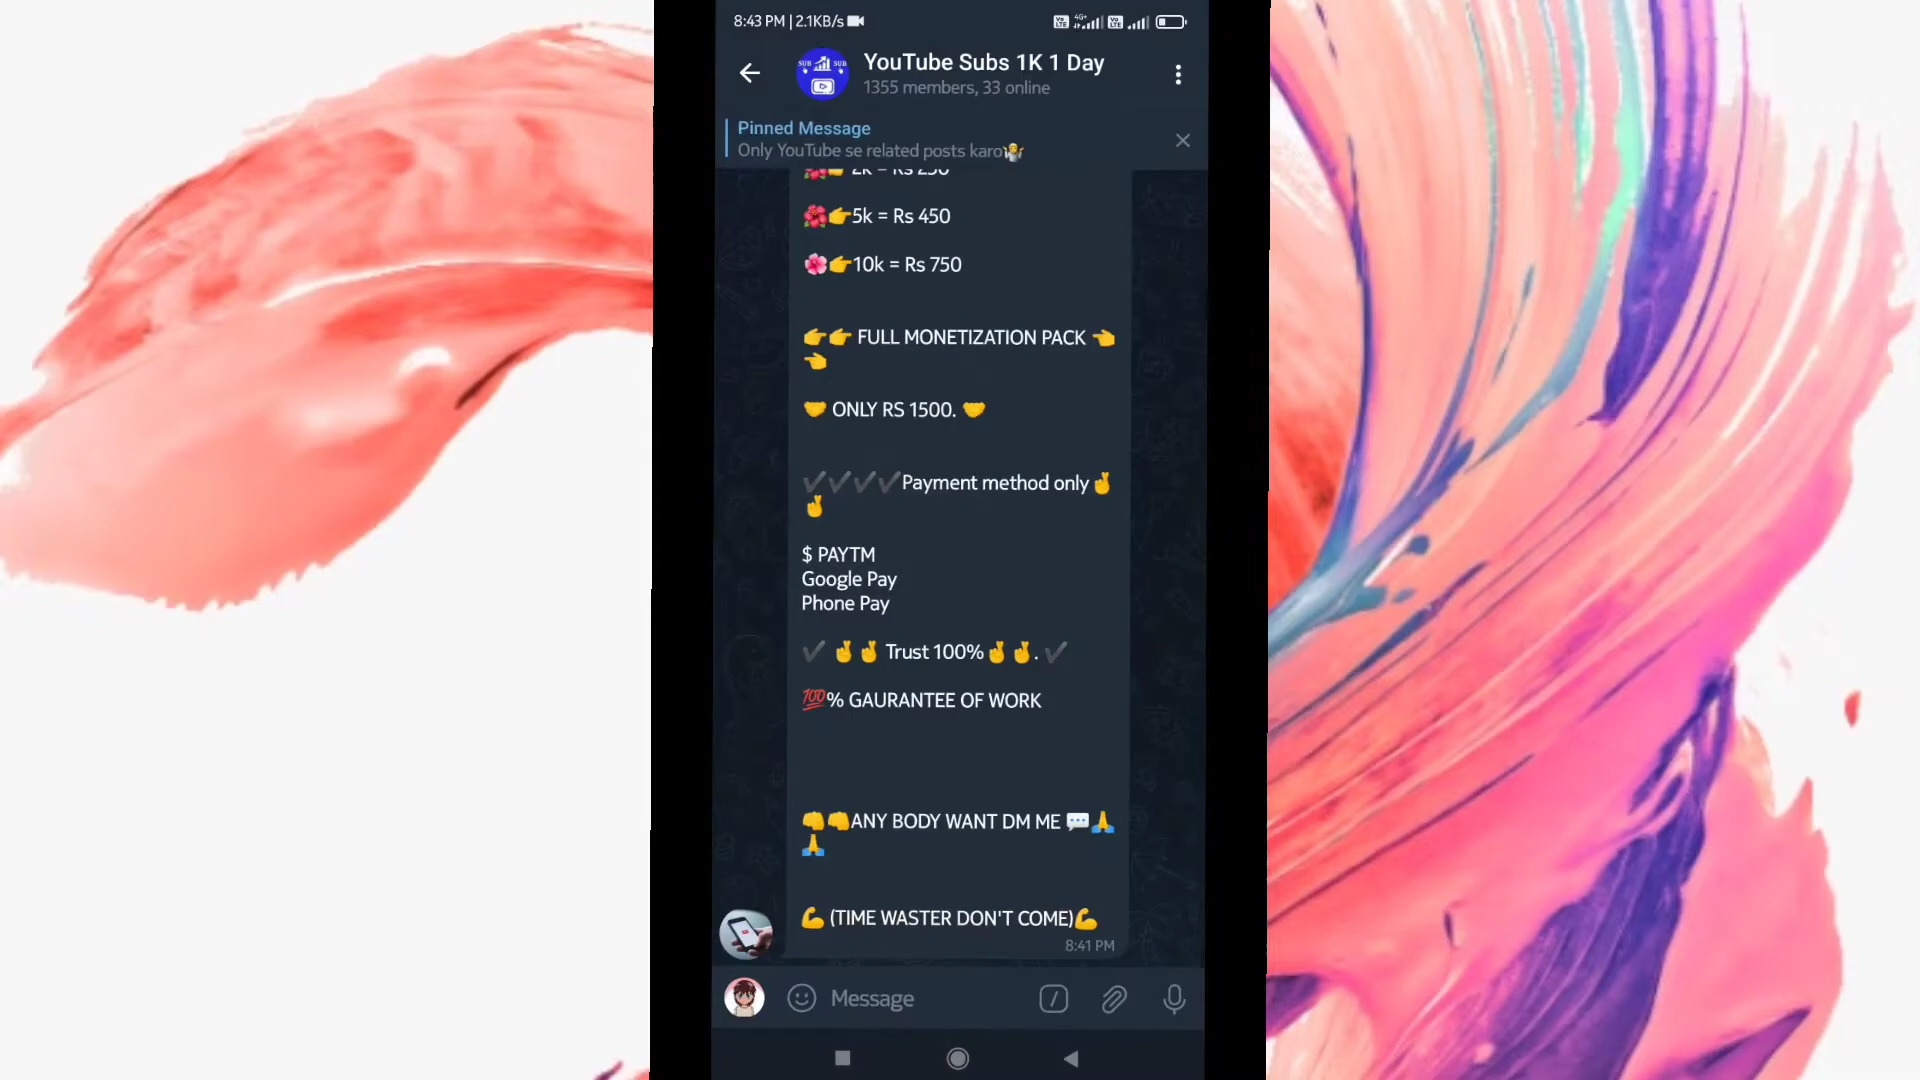 8:43 PM | 2.1KB/s
YouTube Subs 1K 1 Day
1355 members, 33 online
Pinned Message
Only YouTube se related posts karo🤷
2k = Rs 250
🌺👉5k = Rs 450
🌸👉10k = Rs 750
👉👉 FULL MONETIZATION PACK 👈
👈
🤝 ONLY RS 1500. 🤝
✔✔✔✔Payment method only🤞
🤞
$ PAYTM
Google Pay
Phone Pay
✔ 🤞🤞 Trust 100%🤞🤞. ✔
💯% GAURANTEE OF WORK
👊👊ANY BODY WANT DM ME 💬🙏
🙏
💪 (TIME WASTER DON'T COME)💪
8:41 PM
Message